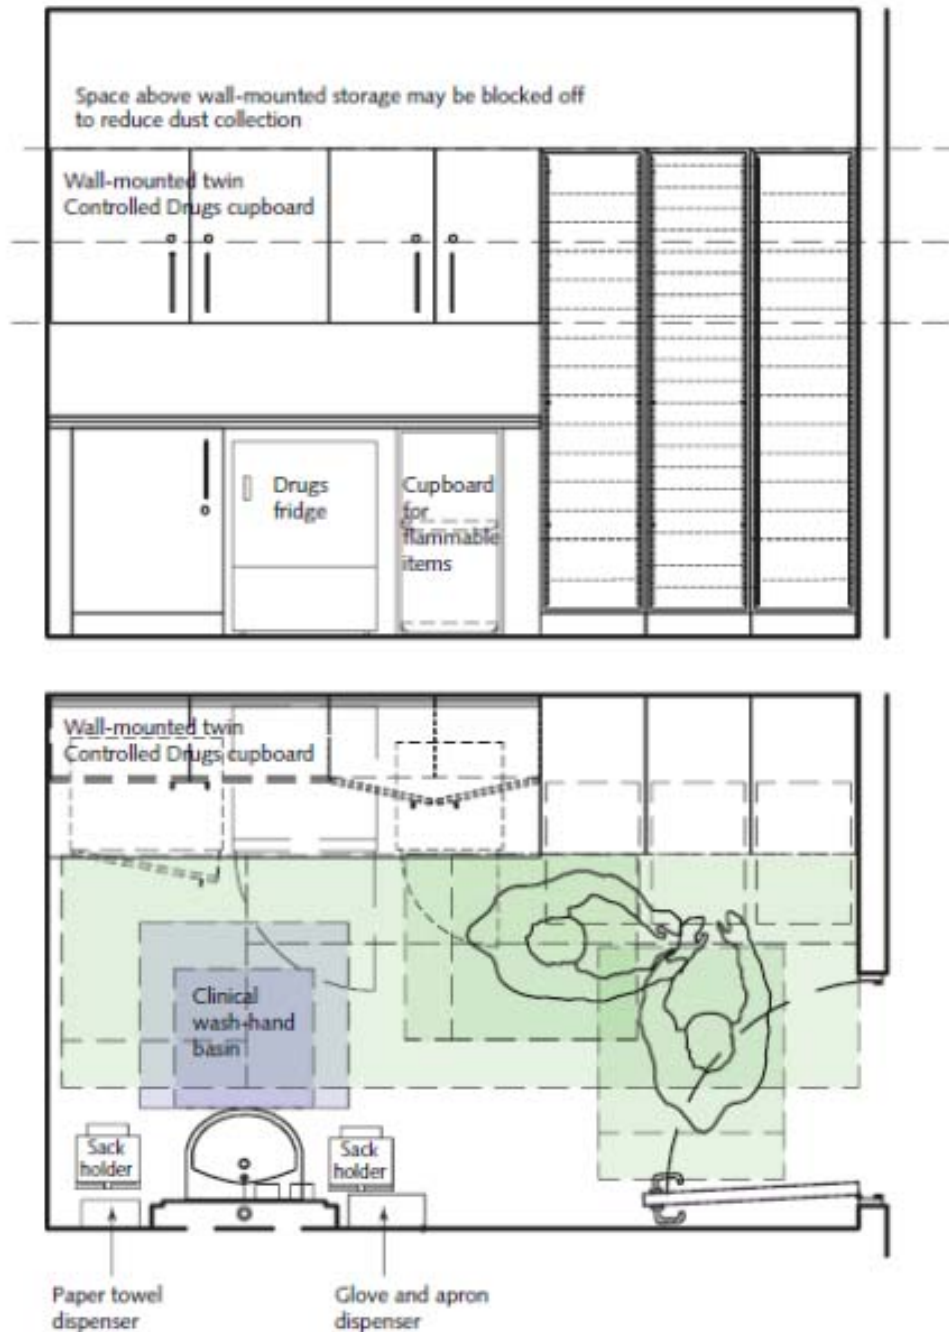 Space above wall-mounted storage may be blocked off
to reduce dust collection
Wall-mounted twin
Controlled Drugs cupboard
Drugs
fridge
Cupboard
for
flammable
items
Wall-mounted twin
Controlled Drugs cupboard
Clinical
wash-hand
basin
Sack
holder
Sack
holder
Paper towel
dispenser
Glove and apron
dispenser